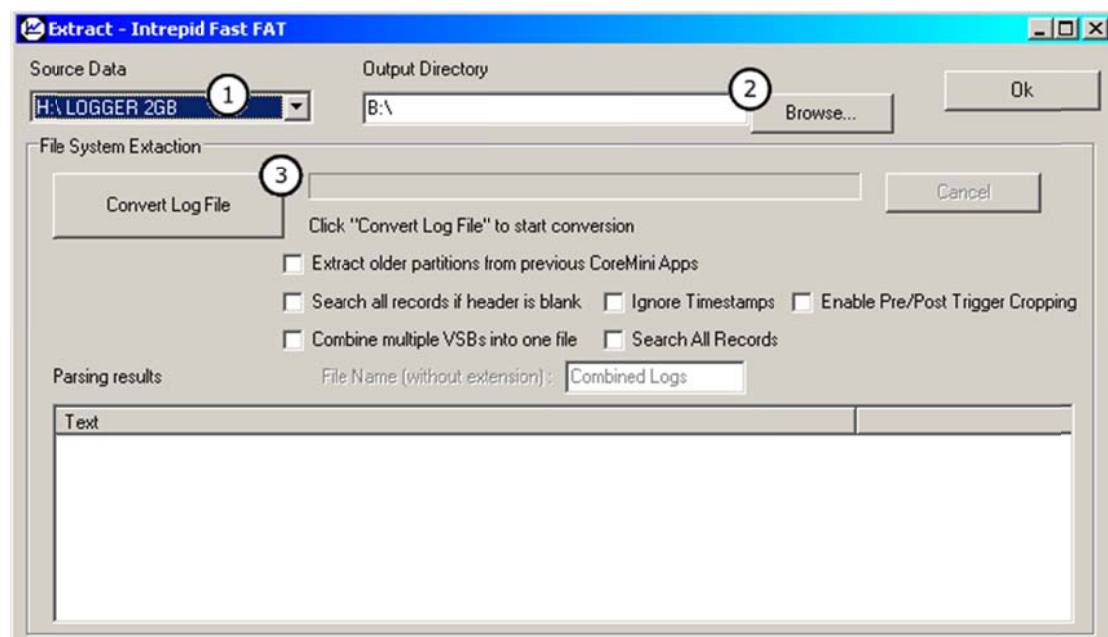 Extract - Intrepid Fast FAT
Source Data
Output Directory
1
2
H:\ LOGGER 2GB
B:\
Browse...
Ok
File System Extaction
3
Convert Log File
Cancel
Click "Convert Log File" to start conversion
Extract older partitions from previous CoreMini Apps
Search all records if header is blank Ignore Timestamps Enable Pre/Post Trigger Cropping
Combine multiple VSBs into one file Search All Records
Parsing results File Name (without extension) : Combined Logs
Text